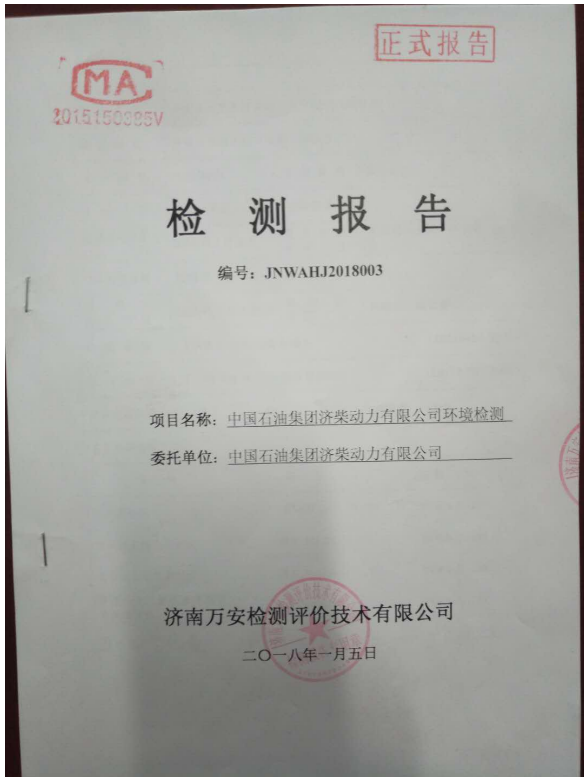 正式报告
MA
2015150385V
检测报告
编号：JNWAHJ2018003
项目名称：中国石油集团济柴动力有限公司环境检测
委托单位：中国石油集团济柴动力有限公司
济南万安检测评价技术有限公司
二〇一八年一月五日